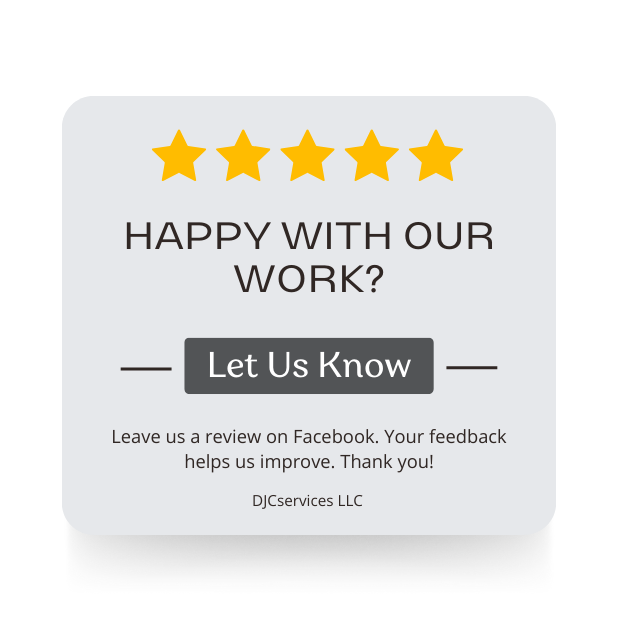 HAPPY WITH OUR
WORK?
Let Us Know
Leave us a review on Facebook. Your feedback
helps us improve. Thank you!
DJCservices LLC